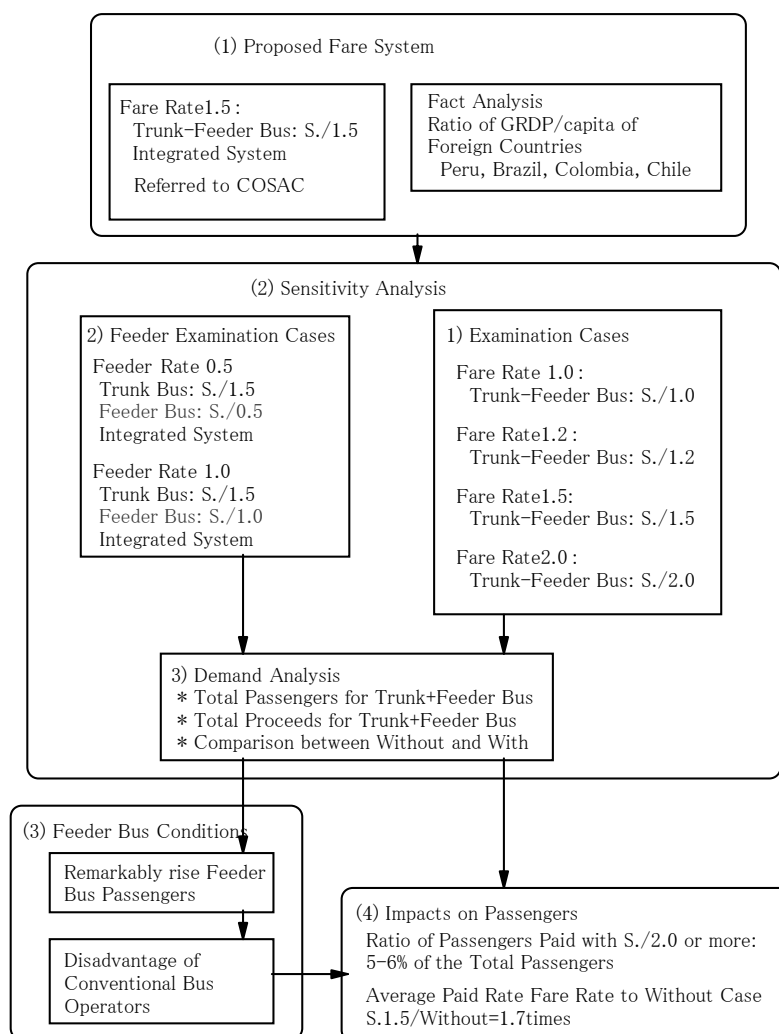 (1) Proposed Fare System
Fare Rate1.5 :
Trunk-Feeder Bus: S./1.5
Integrated System
Referred to COSAC
Fact Analysis
Ratio of GRDP/capita of
Foreign Countries
Peru, Brazil, Colombia, Chile
(2) Sensitivity Analysis
2) Feeder Examination Cases
Feeder Rate 0.5
Trunk Bus: S./1.5
Feeder Bus: S./0.5
Integrated System
Feeder Rate 1.0
Trunk Bus: S./1.5
Feeder Bus: S./1.0
Integrated System
1) Examination Cases
Fare Rate 1.0 :
Trunk-Feeder Bus: S./1.0
Fare Rate1.2 :
Trunk-Feeder Bus: S./1.2
Fare Rate1.5:
Trunk-Feeder Bus: S./1.5
Fare Rate2.0 :
Trunk-Feeder Bus: S./2.0
3) Demand Analysis
* Total Passengers for Trunk+Feeder Bus
* Total Proceeds for Trunk+Feeder Bus
* Comparison between Without and With
(3) Feeder Bus Conditions
Remarkably rise Feeder
Bus Passengers
Disadvantage of
Conventional Bus
Operators
(4) Impacts on Passengers
Ratio of Passengers Paid with S./2.0 or more:
5-6% of the Total Passengers
Average Paid Rate Fare Rate to Without Case
S.1.5/Without=1.7times